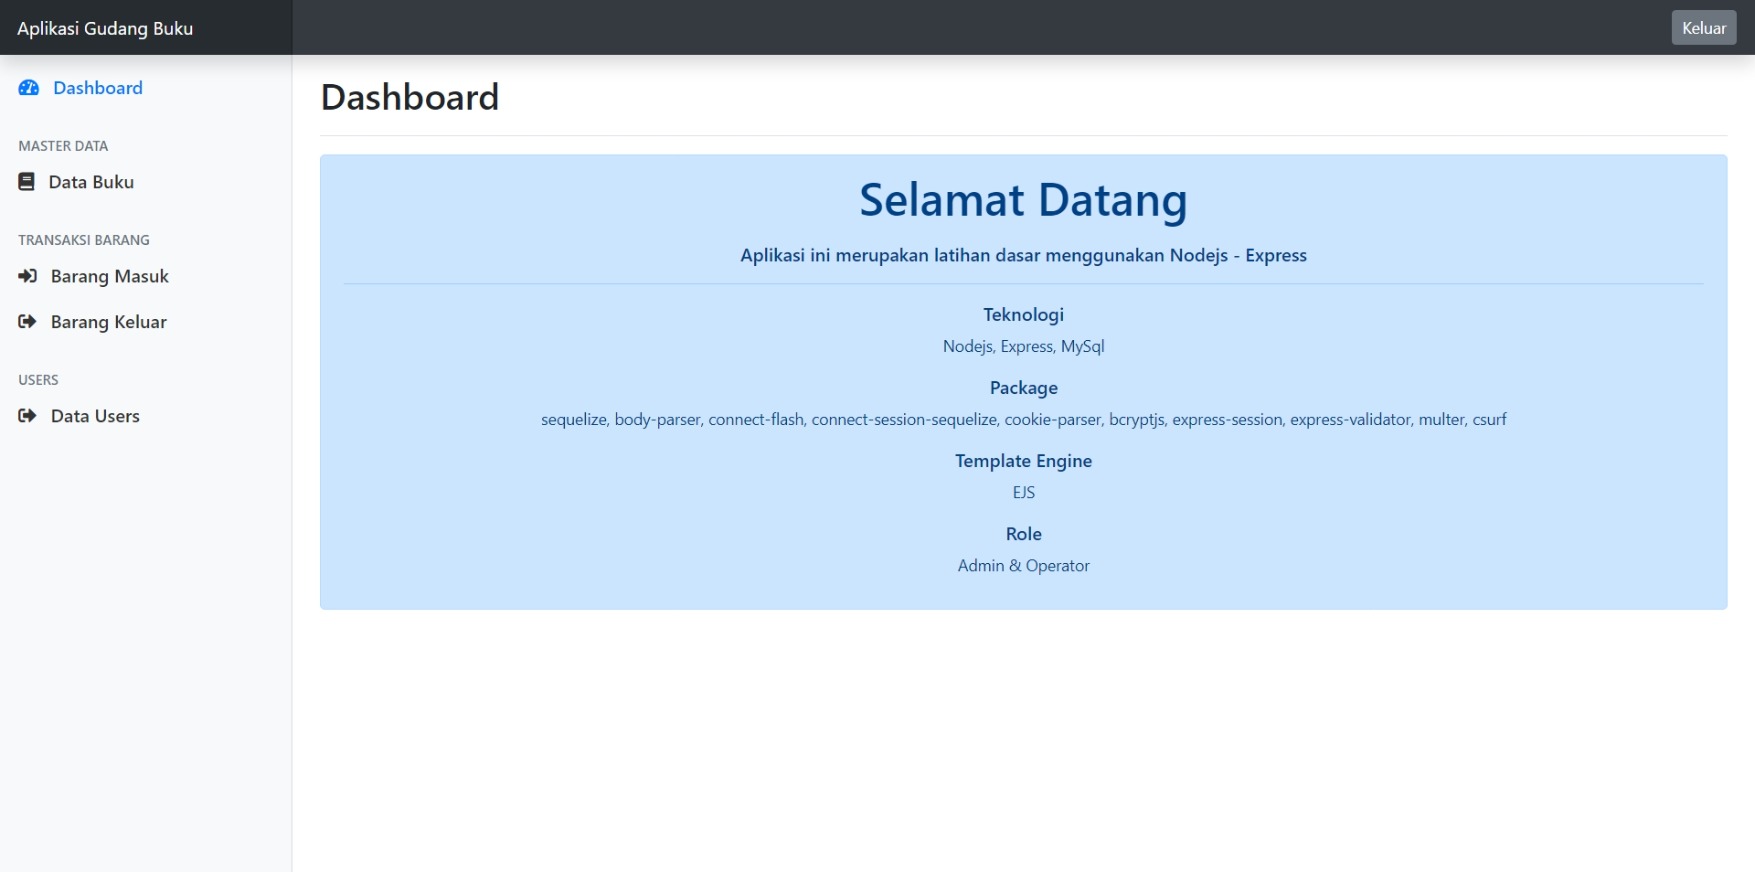 Aplikasi Gudang Buku
Keluar
Dashboard
MASTER DATA
Data Buku
TRANSAKSI BARANG
Barang Masuk
Barang Keluar
USERS
Data Users
Dashboard
Selamat Datang
Aplikasi ini merupakan latihan dasar menggunakan Nodejs - Express
Teknologi
Nodejs, Express, MySql
Package
sequelize, body-parser, connect-flash, connect-session-sequelize, cookie-parser, bcryptjs, express-session, express-validator, multer, csurf
Template Engine
EJS
Role
Admin & Operator